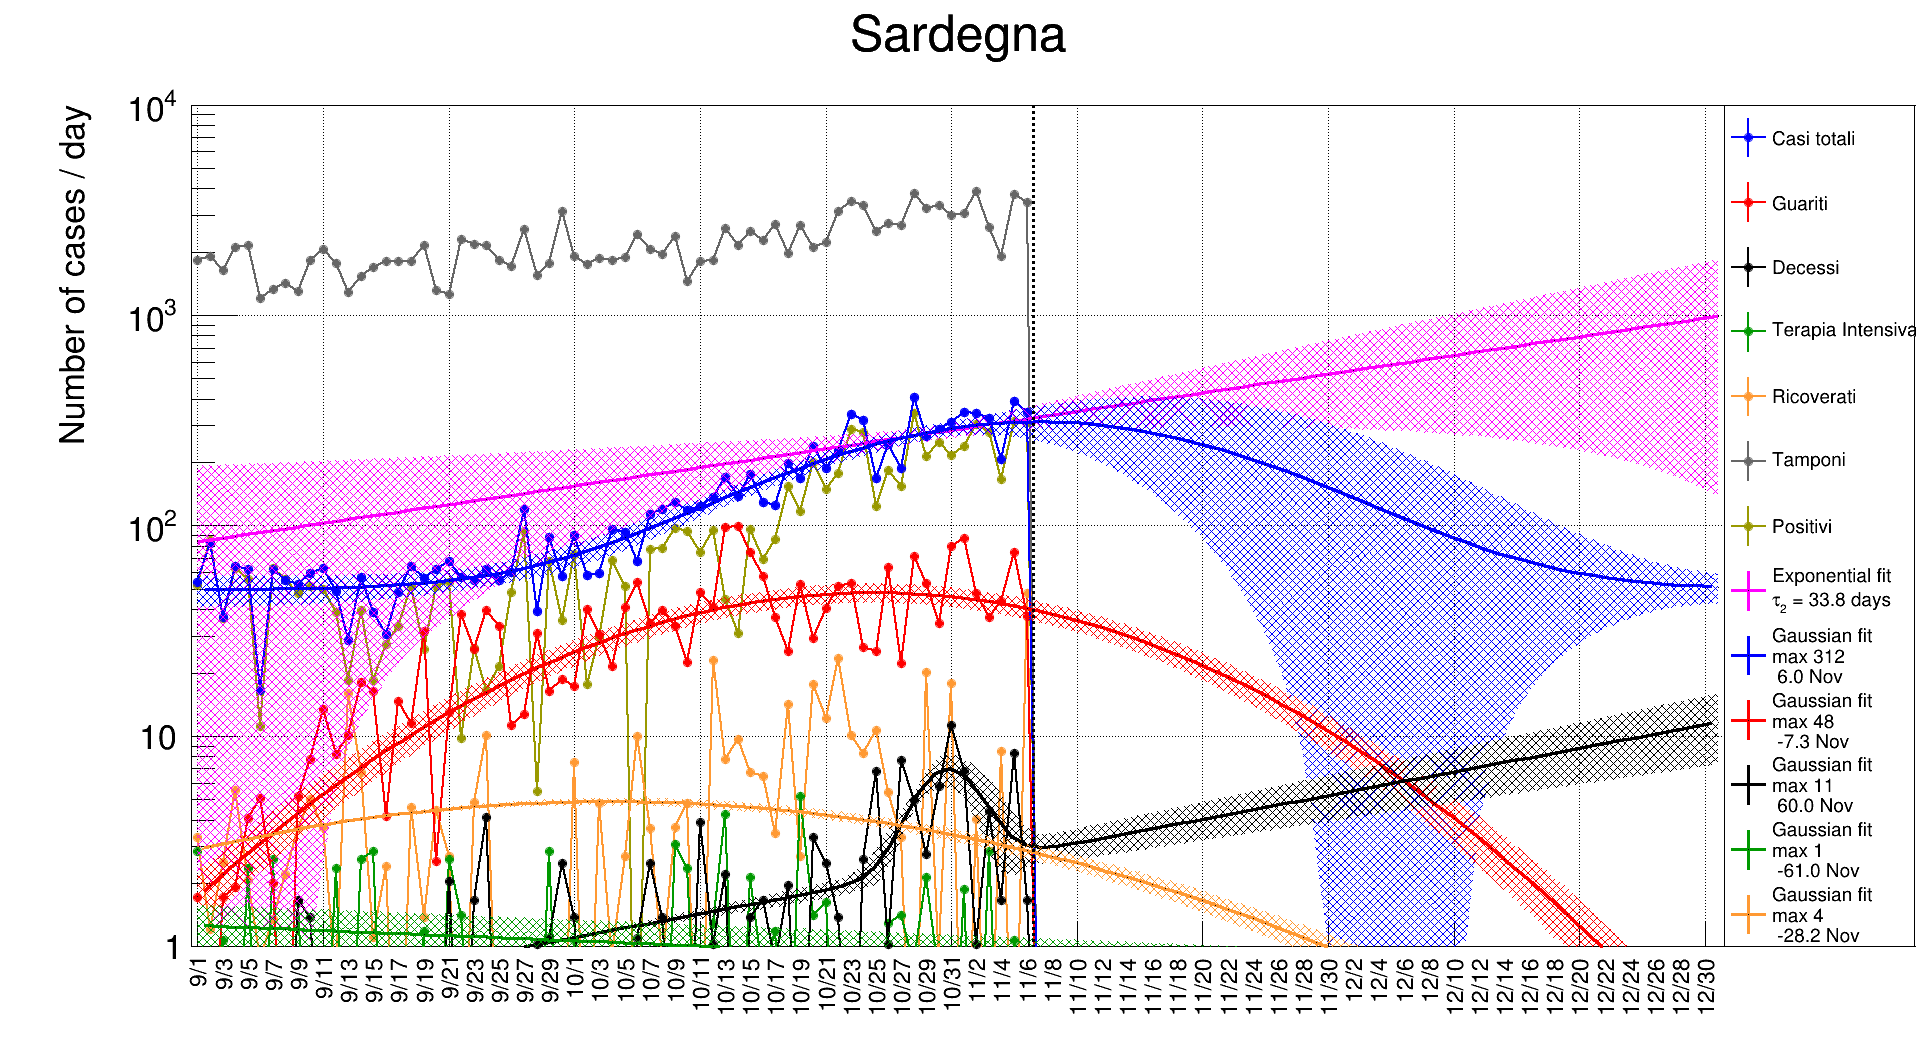 Sardegna
Number of cases / day
10⁴
10³
10²
10
1
9/1
9/3
9/5
9/7
9/9
9/11
9/13
9/15
9/17
9/19
9/21
9/23
9/25
9/27
9/29
10/1
10/3
10/5
10/7
10/9
10/11
10/13
10/15
10/17
10/19
10/21
10/23
10/25
10/27
10/29
10/31
11/2
11/4
11/6
11/8
11/10
11/12
11/14
11/16
11/18
11/20
11/22
11/24
11/26
11/28
11/30
12/2
12/4
12/6
12/8
12/10
12/12
12/14
12/16
12/18
12/20
12/22
12/24
12/26
12/28
12/30
Casi totali
Guariti
Decessi
Terapia Intensiva
Ricoverati
Tamponi
Positivi
Exponential fit
τ₂ = 33.8 days
Gaussian fit
max 312
6.0 Nov
Gaussian fit
max 48
-7.3 Nov
Gaussian fit
max 11
60.0 Nov
Gaussian fit
max 1
-61.0 Nov
Gaussian fit
max 4
-28.2 Nov